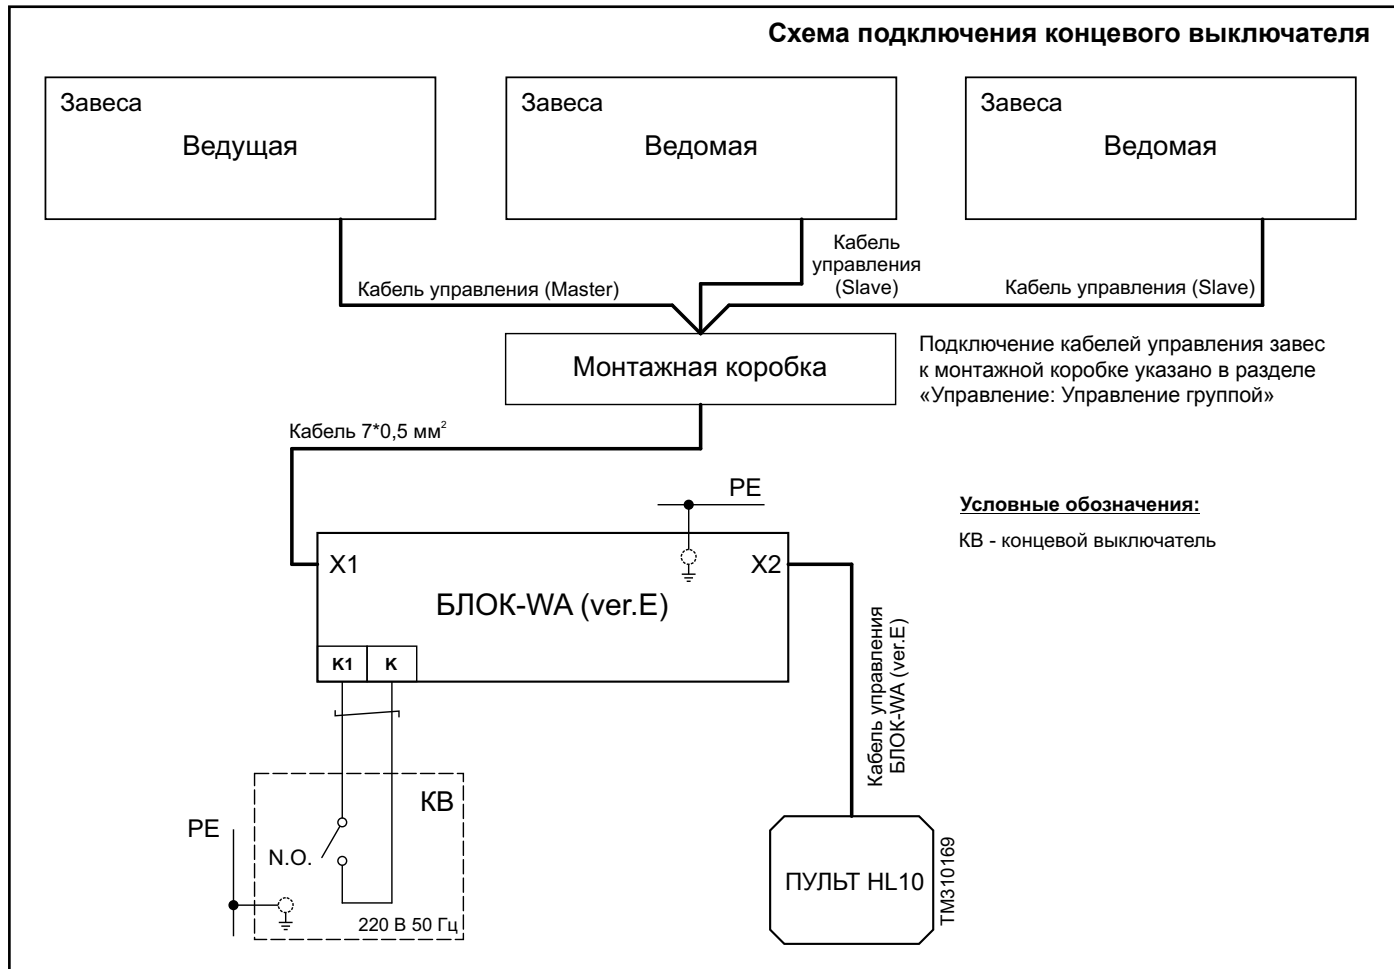 Схема подключения концевого выключателя
Завеса
Ведущая
Завеса
Ведомая
Завеса
Ведомая
Кабель управления (Master)
Кабель
управления
(Slave)
Кабель управления (Slave)
Монтажная коробка
Подключение кабелей управления завес
к монтажной коробке указано в разделе
«Управление: Управление группой»
Кабель 7*0,5 мм²
PE
Условные обозначения:
КВ - концевой выключатель
X1
X2
БЛОК-WA (ver.E)
K1
K
Кабель управления
БЛОК-WA (ver.E)
КВ
PE
N.O.
220 В 50 Гц
ПУЛЬТ HL10
TM310169